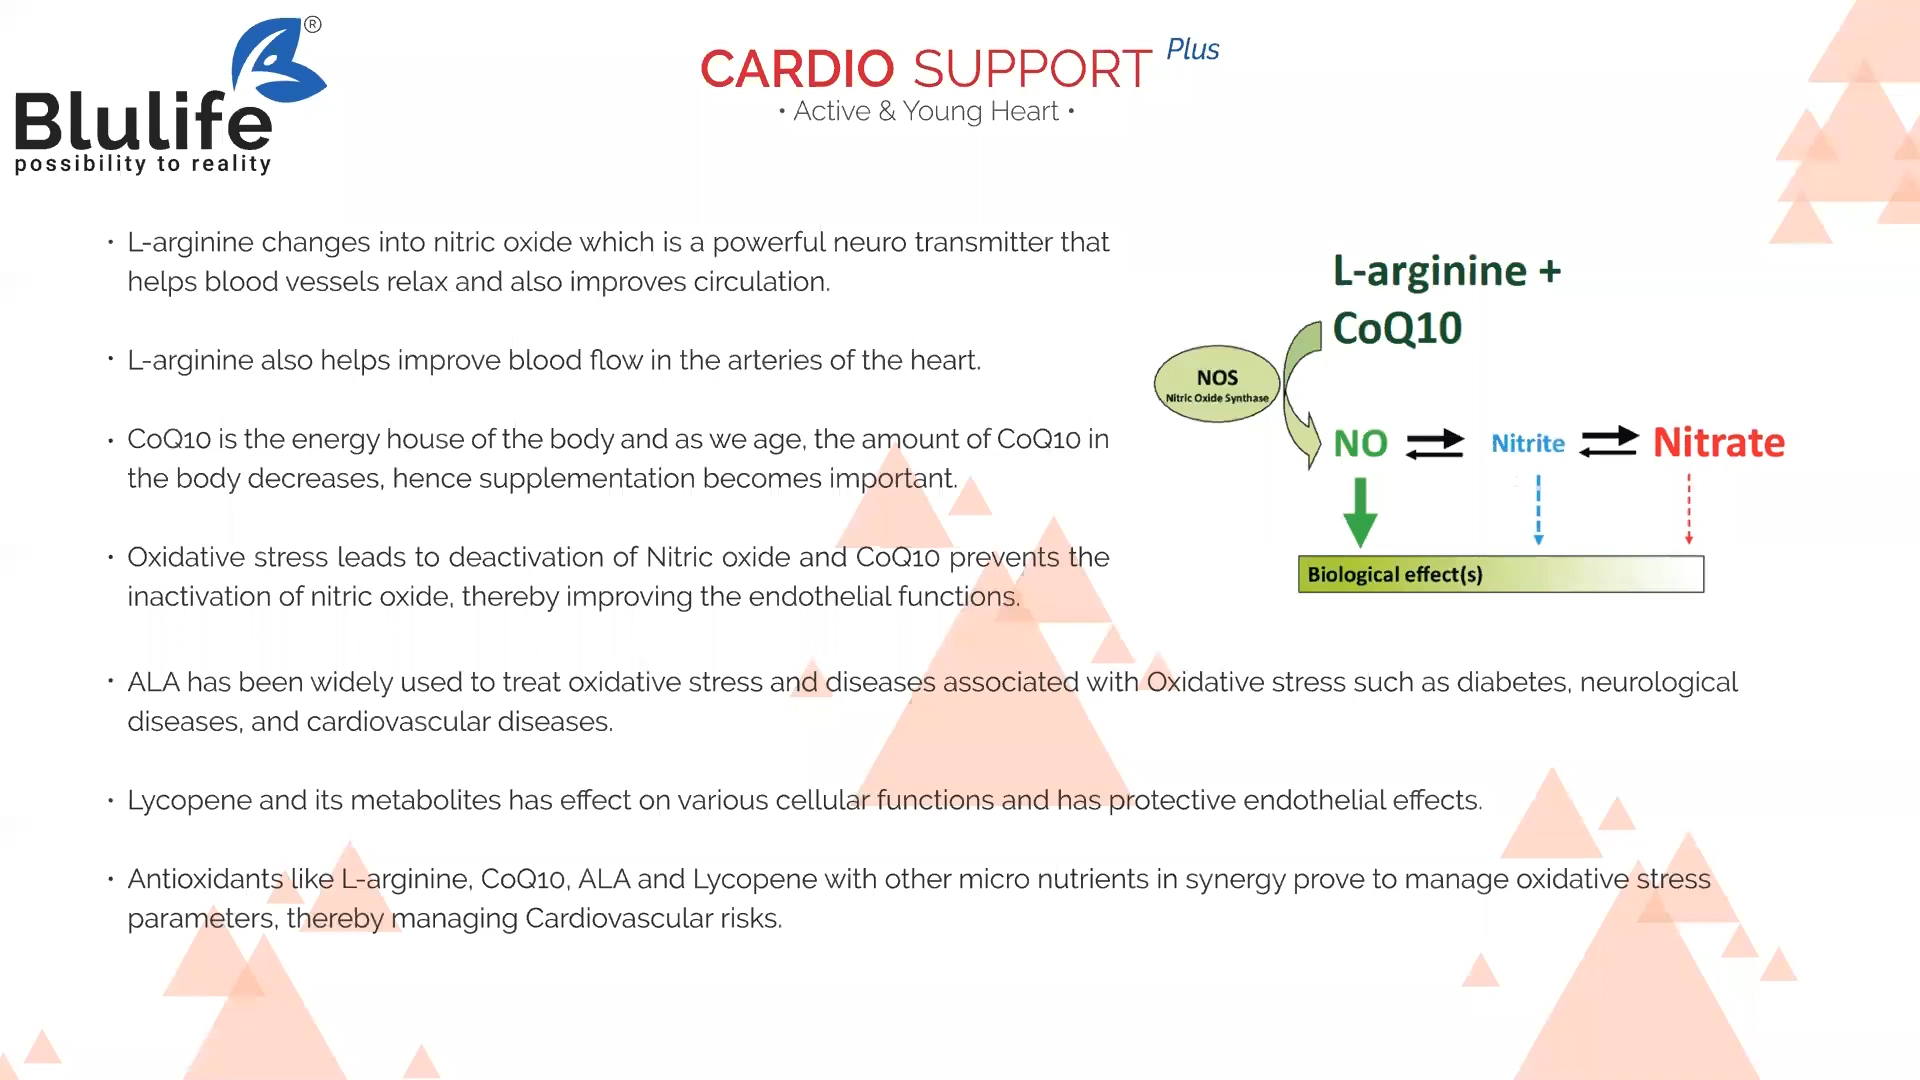 Blulife®
possibility to reality
CARDIO SUPPORT Plus
• Active & Young Heart •
• L-arginine changes into nitric oxide which is a powerful neuro transmitter that
helps blood vessels relax and also improves circulation.
• L-arginine also helps improve blood flow in the arteries of the heart.
• CoQ10 is the energy house of the body and as we age, the amount of CoQ10 in
the body decreases, hence supplementation becomes important.
• Oxidative stress leads to deactivation of Nitric oxide and CoQ10 prevents the
inactivation of nitric oxide, thereby improving the endothelial functions.
L-arginine +
CoQ10
NOS
Nitric Oxide Synthase
NO Nitrite Nitrate
Biological effect(s)
• ALA has been widely used to treat oxidative stress and diseases associated with Oxidative stress such as diabetes, neurological
diseases, and cardiovascular diseases.
• Lycopene and its metabolites has effect on various cellular functions and has protective endothelial effects.
• Antioxidants like L-arginine, CoQ10, ALA and Lycopene with other micro nutrients in synergy prove to manage oxidative stress
parameters, thereby managing Cardiovascular risks.